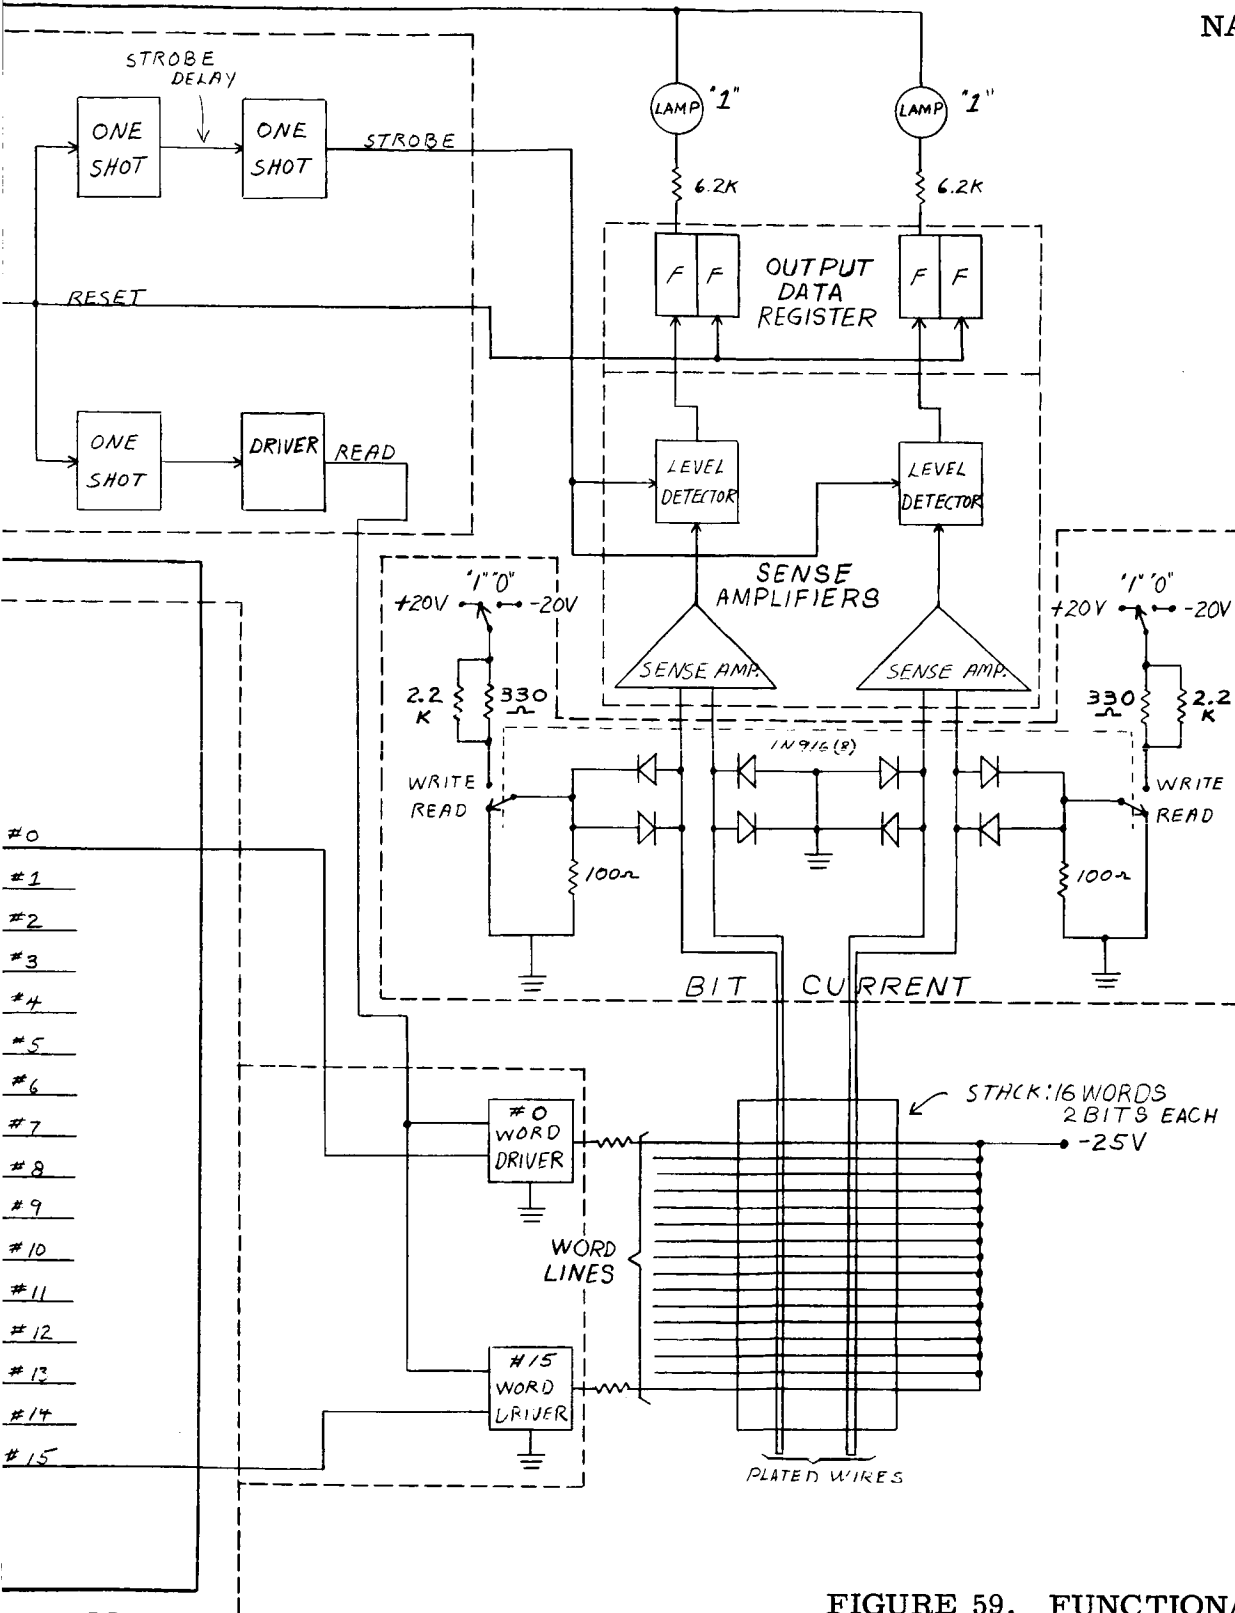 NA
STROBE
DELAY
ONE
SHOT
ONE
SHOT
STROBE
LAMP
"1"
LAMP
"1"
6.2K
6.2K
F F
OUTPUT
DATA
REGISTER
F F
RESET
ONE
SHOT
DRIVER
READ
LEVEL
DETECTOR
LEVEL
DETECTOR
SENSE
AMPLIFIERS
"1" "0"
+20V
-20V
"1" "0"
+20V
-20V
SENSE AMP.
SENSE AMP.
2.2
K
330
Ω
330
Ω
2.2
K
1N916(8)
WRITE
READ
WRITE
READ
100Ω
100Ω
BIT CURRENT
#0
#1
#2
#3
#4
#5
#6
#7
#8
#9
#10
#11
#12
#13
#14
#15
#0
WORD
DRIVER
STACK: 16 WORDS
2 BITS EACH
-25V
WORD
LINES
#15
WORD
DRIVER
PLATED WIRES
FIGURE 59. FUNCTIONA